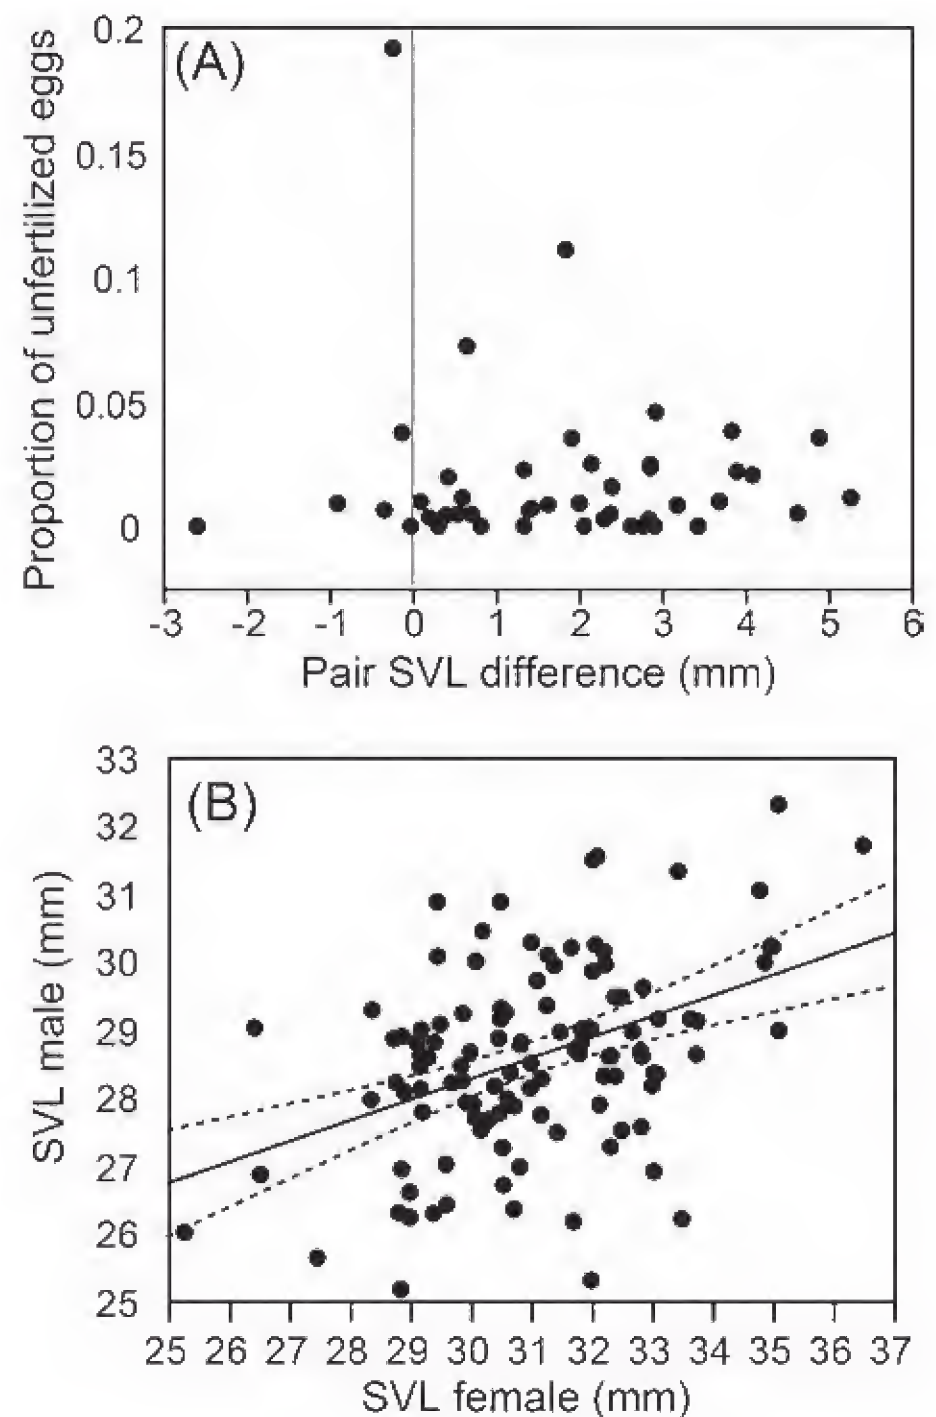 0.2
(A)
0.15
0.1
0.05
0
Proportion of unfertilized eggs
-3 -2 -1 0 1 2 3 4 5 6
Pair SVL difference (mm)
33
(B)
32
31
30
29
28
27
26
25
SVL male (mm)
25 26 27 28 29 30 31 32 33 34 35 36 37
SVL female (mm)